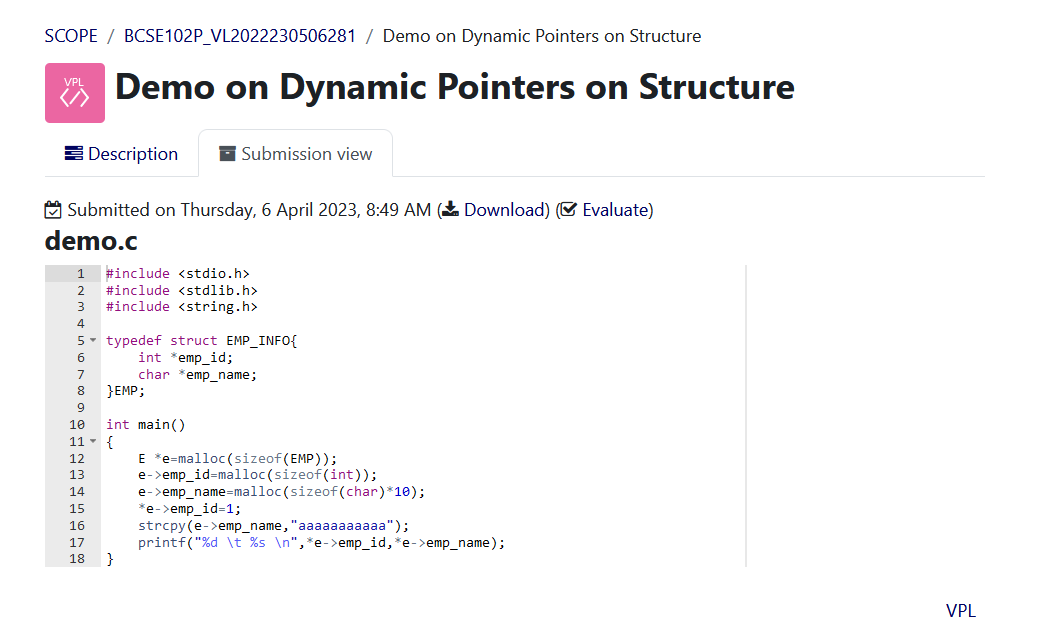 SCOPE / BCSE102P_VL2022230506281 / Demo on Dynamic Pointers on Structure
VPL
Demo on Dynamic Pointers on Structure
Description
Submission view
Submitted on Thursday, 6 April 2023, 8:49 AM (Download) (Evaluate)
demo.c
1 #include <stdio.h>
2 #include <stdlib.h>
3 #include <string.h>
4
5 typedef struct EMP_INFO{
6     int *emp_id;
7     char *emp_name;
8 }EMP;
9
10 int main()
11 {
12     E *e=malloc(sizeof(EMP));
13     e->emp_id=malloc(sizeof(int));
14     e->emp_name=malloc(sizeof(char)*10);
15     *e->emp_id=1;
16     strcpy(e->emp_name,"aaaaaaaaaaa");
17     printf("%d \t %s \n",*e->emp_id,*e->emp_name);
18 }
VPL